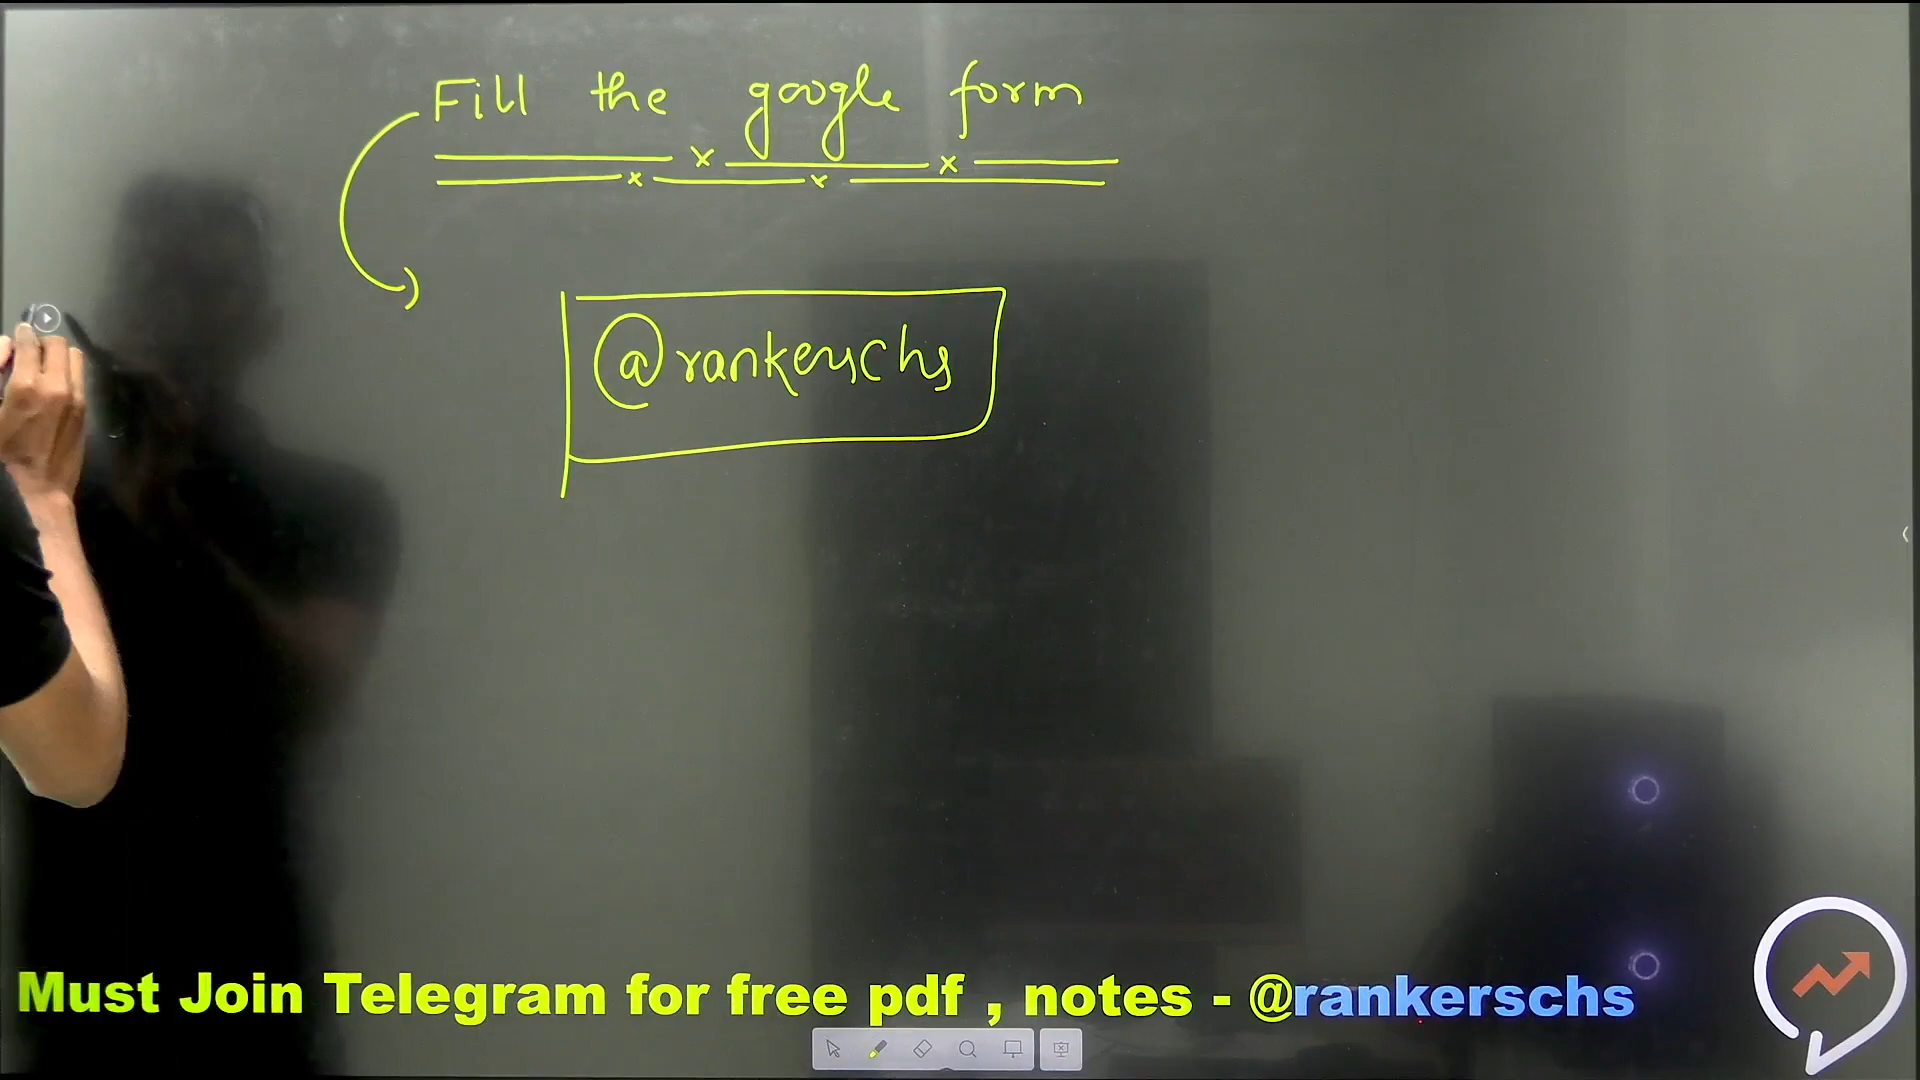 Fill the google form
@rankerschs
Must Join Telegram for free pdf , notes - @rankerschs